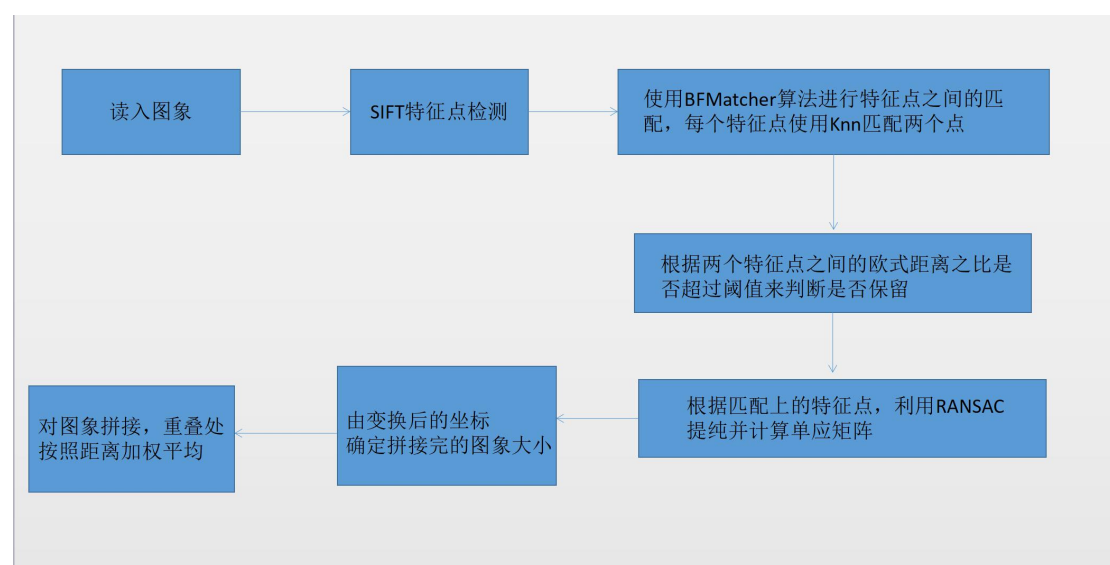 读入图象
SIFT特征点检测
使用BFMatcher算法进行特征点之间的匹
配，每个特征点使用Knn匹配两个点
根据两个特征点之间的欧式距离之比是
否超过阈值来判断是否保留
根据匹配上的特征点，利用RANSAC
提纯并计算单应矩阵
由变换后的坐标
确定拼接完的图象大小
对图象拼接，重叠处
按照距离加权平均